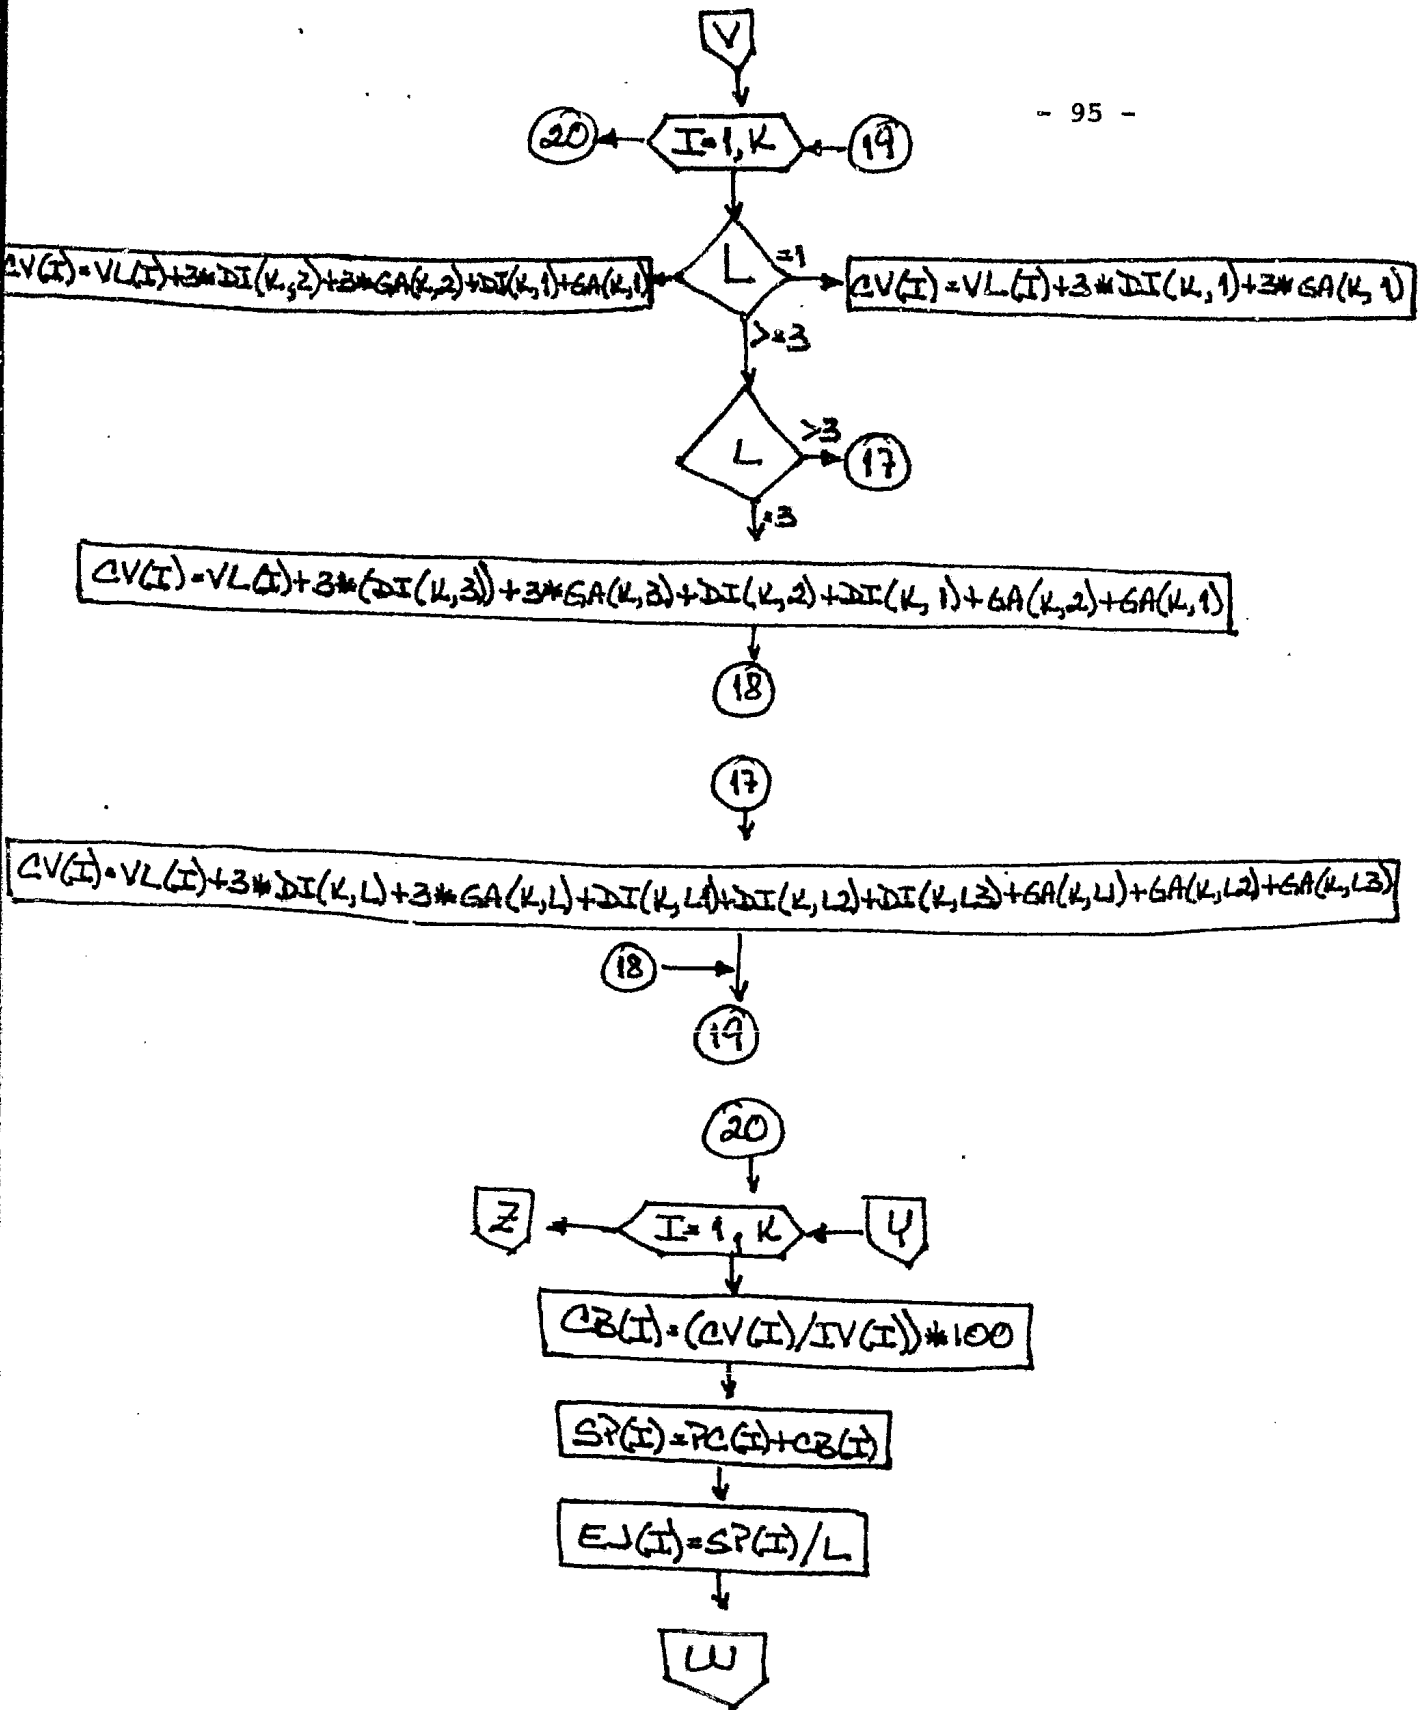 V
- 95 -
20
I=1,K
19
L
=1
CV(I)=VL(I)+3*DI(K,2)+3*GA(K,2)+DI(K,1)+GA(K,1)
CV(I)=VL(I)+3*DI(K,1)+3*GA(K,1)
>=3
L
>3
17
=3
CV(I)=VL(I)+3*(DI(K,3))+3*GA(K,3)+DI(K,2)+DI(K,1)+GA(K,2)+GA(K,1)
18
17
CV(I)=VL(I)+3*DI(K,L)+3*GA(K,L)+DI(K,L1)+DI(K,L2)+DI(K,L3)+GA(K,L1)+GA(K,L2)+GA(K,L3)
18
19
20
Z
I=1,K
Y
CB(I)=(CV(I)/IV(I))*100
SP(I)=PC(I)+CB(I)
EJ(I)=SP(I)/L
W